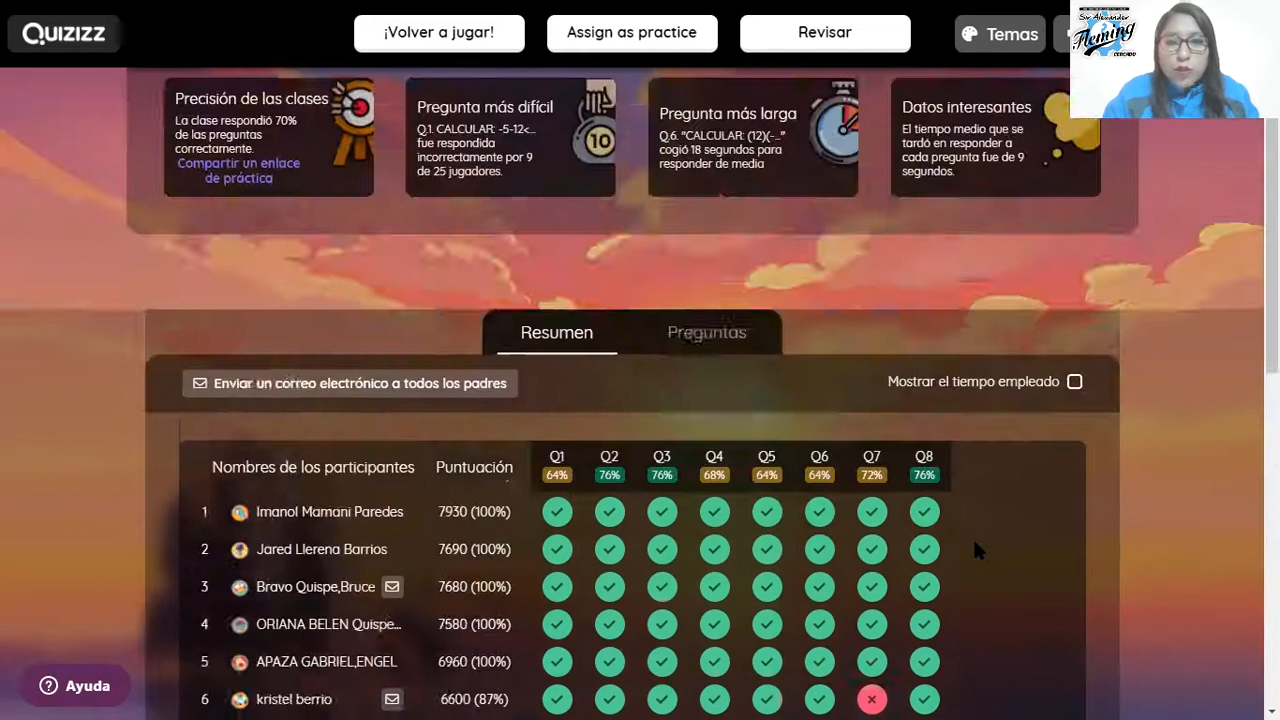 Quizizz
¡Volver a jugar!
Assign as practice
Revisar
Temas
Sir Alexander
Fleming
Precisión de las clases
La clase respondió 70%
de las preguntas
correctamente.
Compartir un enlace
de práctica
Pregunta más difícil
Q.1. CALCULAR: -5-12<...
fue respondida
incorrectamente por 9
de 25 jugadores.
10
Pregunta más larga
Q.6. "CALCULAR: (12)(-..."
cogió 18 segundos para
responder de media
Datos interesantes
El tiempo medio que se
tardó en responder a
cada pregunta fue de 9
segundos.
Resumen
Preguntas
Enviar un correo electrónico a todos los padres
Mostrar el tiempo empleado
Nombres de los participantes Puntuación Q1 Q2 Q3 Q4 Q5 Q6 Q7 Q8
64% 76% 76% 68% 64% 64% 72% 76%
1 Imanol Mamani Paredes 7930 (100%)
2 Jared Llerena Barrios 7690 (100%)
3 Bravo Quispe,Bruce 7680 (100%)
4 ORIANA BELEN Quispe... 7580 (100%)
5 APAZA GABRIEL,ENGEL 6960 (100%)
6 kristel berrio 6600 (87%)
Ayuda